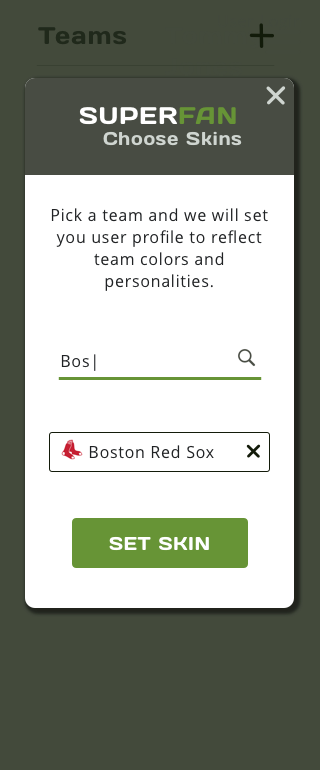 Teams
SUPERFAN
Choose Skins
Pick a team and we will set
you user profile to reflect
team colors and
personalities.
Bos|
Boston Red Sox
SET SKIN